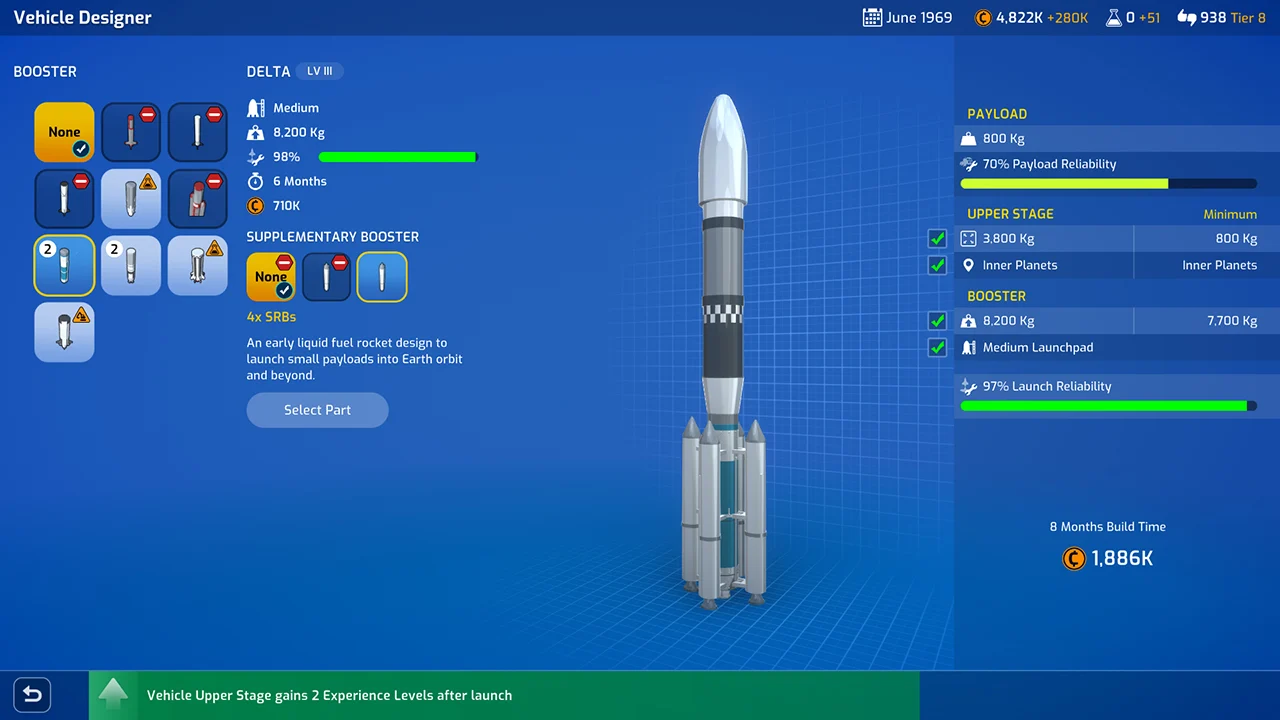 Vehicle Designer
June 1969
4,822K +280K
0 +51
938 Tier 8
BOOSTER
None
2
2
DELTA
LV III
Medium
8,200 Kg
98%
6 Months
710K
SUPPLEMENTARY BOOSTER
None
4x SRBs
An early liquid fuel rocket design to
launch small payloads into Earth orbit
and beyond.
Select Part
PAYLOAD
800 Kg
70% Payload Reliability
UPPER STAGE Minimum
3,800 Kg 800 Kg
Inner Planets Inner Planets
BOOSTER
8,200 Kg 7,700 Kg
Medium Launchpad
97% Launch Reliability
8 Months Build Time
1,886K
Vehicle Upper Stage gains 2 Experience Levels after launch